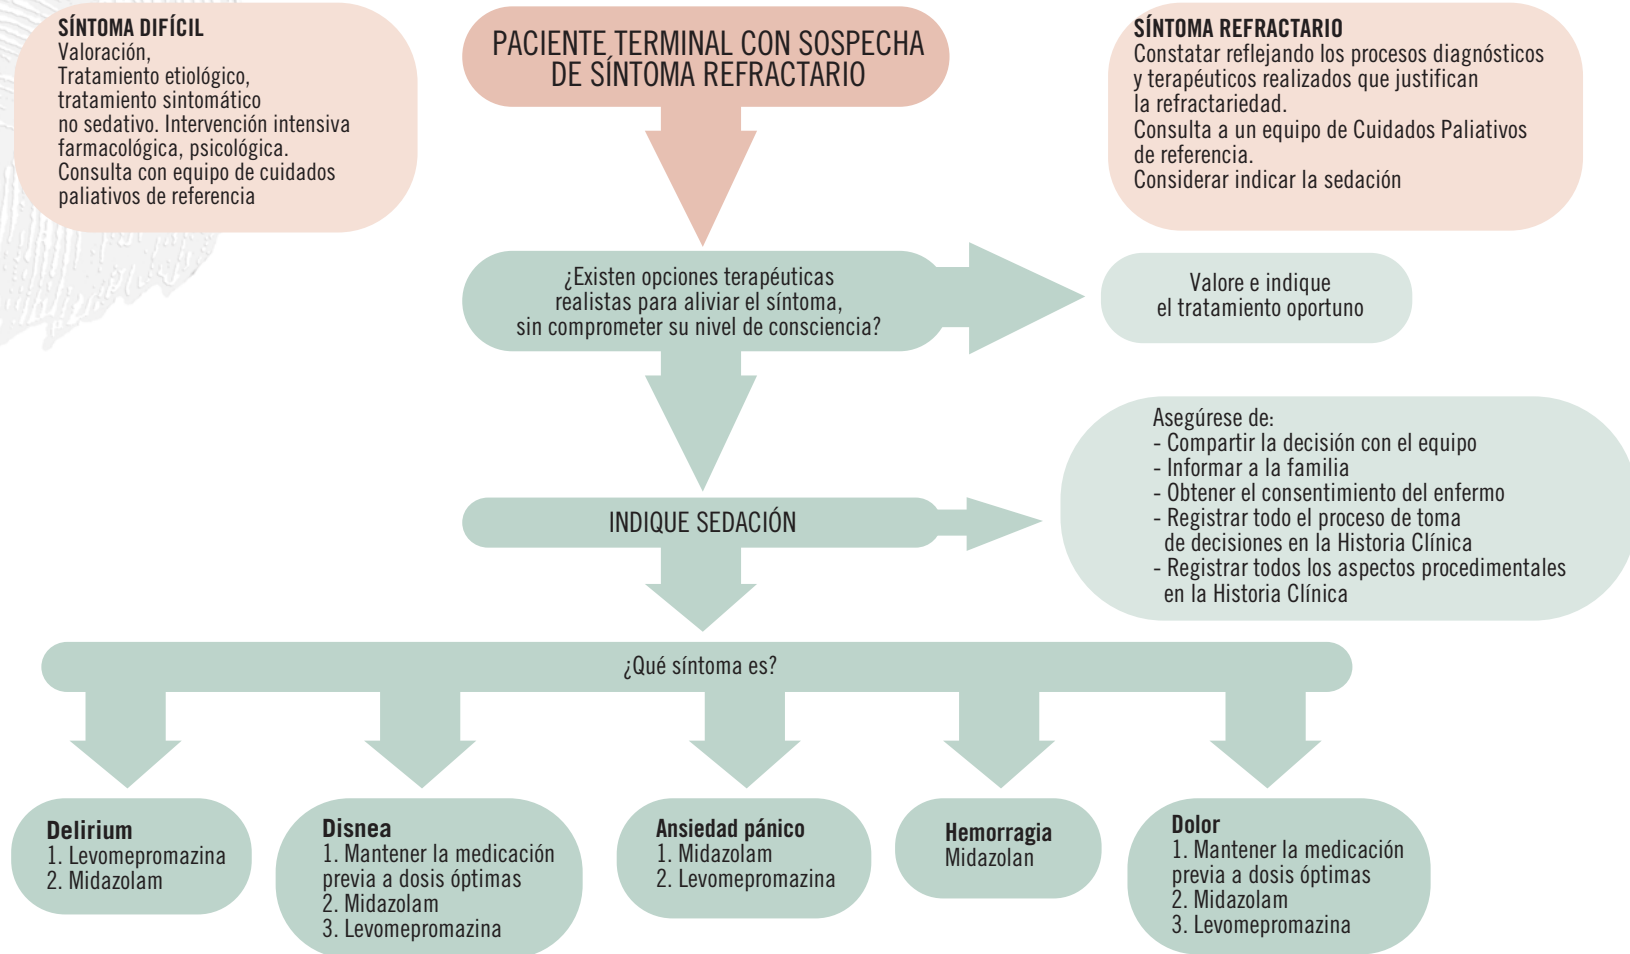 SÍNTOMA DIFÍCIL
Valoración,
Tratamiento etiológico,
tratamiento sintomático
no sedativo. Intervención intensiva
farmacológica, psicológica.
Consulta con equipo de cuidados
paliativos de referencia
PACIENTE TERMINAL CON SOSPECHA
DE SÍNTOMA REFRACTARIO
SÍNTOMA REFRACTARIO
Constatar reflejando los procesos diagnósticos
y terapéuticos realizados que justifican
la refractariedad.
Consulta a un equipo de Cuidados Paliativos
de referencia.
Considerar indicar la sedación
¿Existen opciones terapéuticas
realistas para aliviar el síntoma,
sin comprometer su nivel de consciencia?
Valore e indique
el tratamiento oportuno
INDIQUE SEDACIÓN
Asegúrese de:
- Compartir la decisión con el equipo
- Informar a la familia
- Obtener el consentimiento del enfermo
- Registrar todo el proceso de toma
de decisiones en la Historia Clínica
- Registrar todos los aspectos procedimentales
en la Historia Clínica
¿Qué síntoma es?
Delirium
1. Levomepromazina
2. Midazolam
Disnea
1. Mantener la medicación
previa a dosis óptimas
2. Midazolam
3. Levomepromazina
Ansiedad pánico
1. Midazolam
2. Levomepromazina
Hemorragia
Midazolan
Dolor
1. Mantener la medicación
previa a dosis óptimas
2. Midazolam
3. Levomepromazina